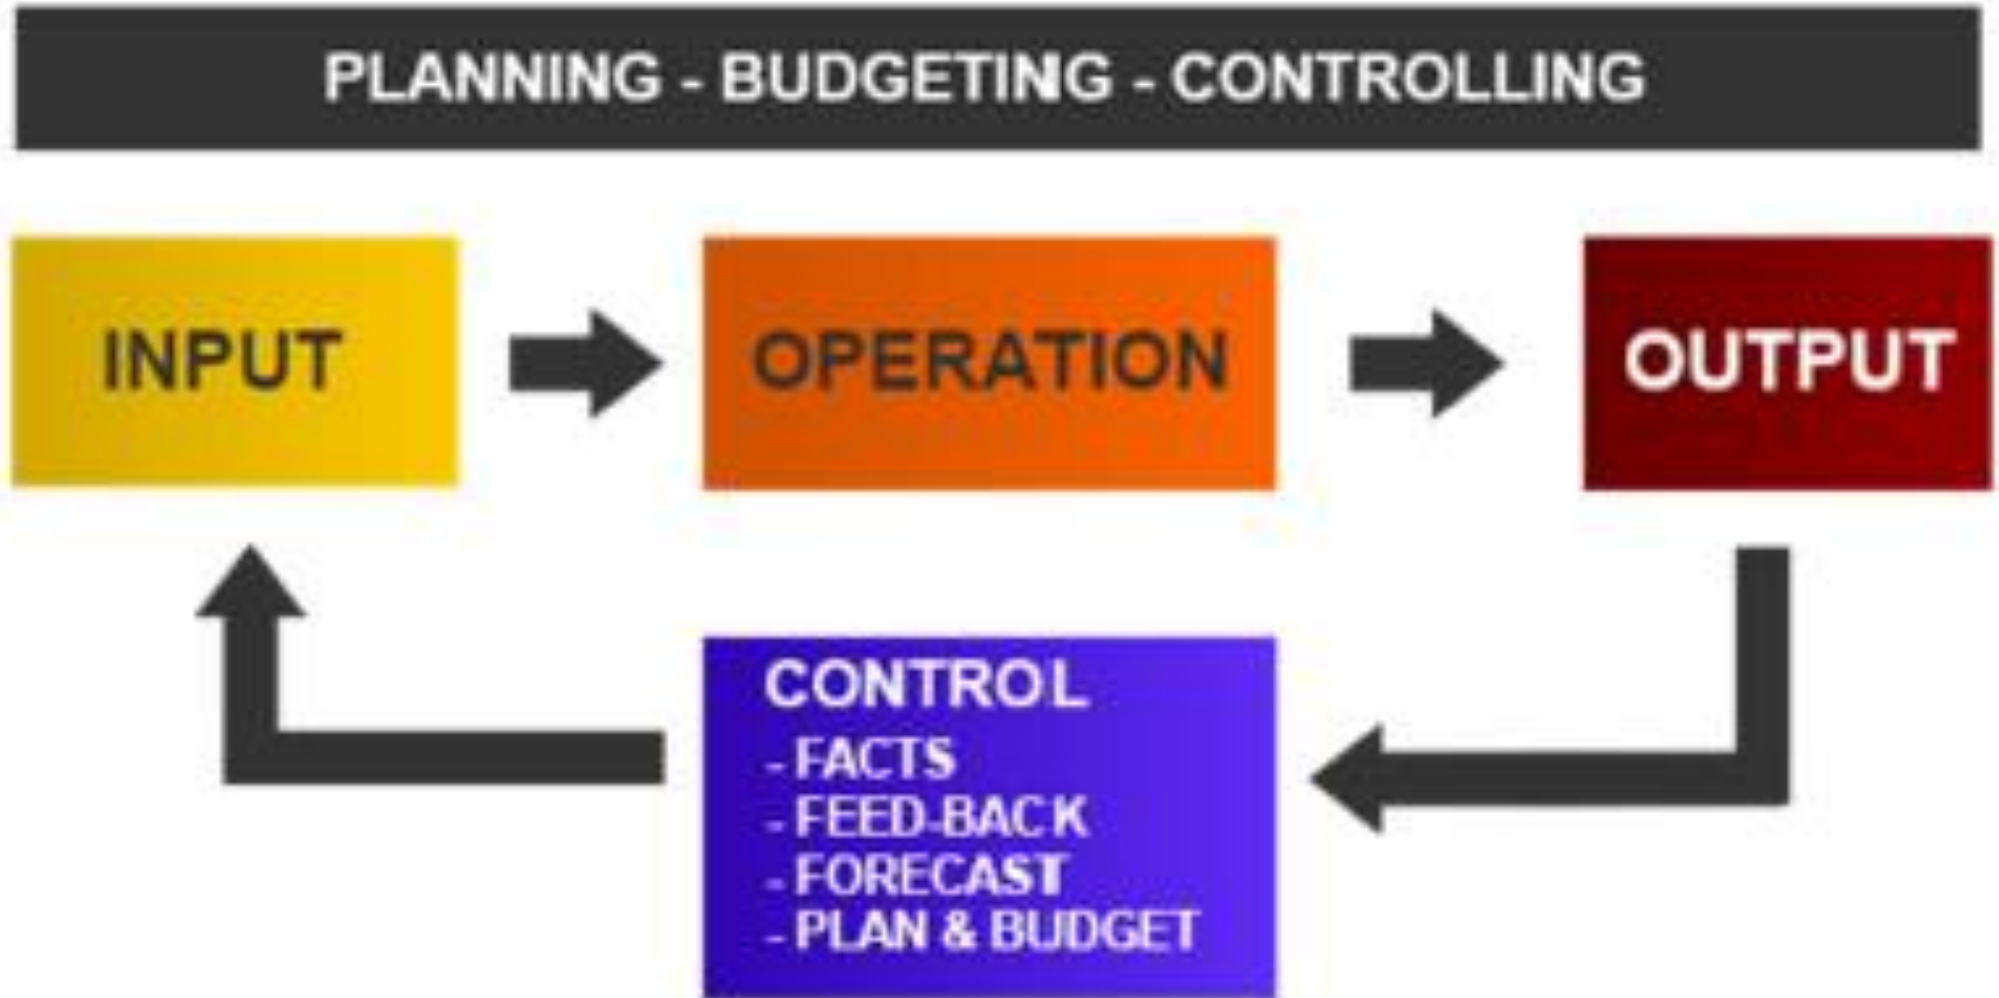 PLANNING - BUDGETING - CONTROLLING
INPUT
OPERATION
OUTPUT
CONTROL
- FACTS
- FEED-BACK
- FORECAST
- PLAN & BUDGET